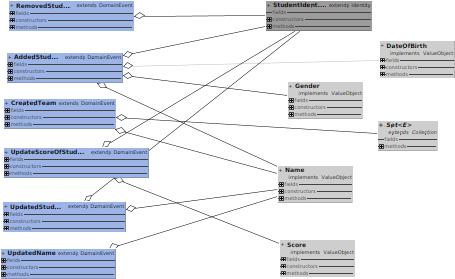 RemovedStud... extends DomainEvent
fields
constructors
methods
StudentIdent... extends Identity
fields
constructors
methods
AddedStud... extends DomainEvent
fields
constructors
methods
DateOfBirth
implements ValueObject
fields
constructors
methods
Gender
implements ValueObject
fields
constructors
methods
CreatedTeam extends DomainEvent
fields
constructors
methods
Set<E>
extends Collection
fields
methods
UpdateScoreOfStud... extends DomainEvent
fields
constructors
methods
Name
implements ValueObject
fields
constructors
methods
UpdatedStud... extends DomainEvent
fields
constructors
methods
UpdatedName extends DomainEvent
fields
constructors
methods
Score
implements ValueObject
fields
constructors
methods